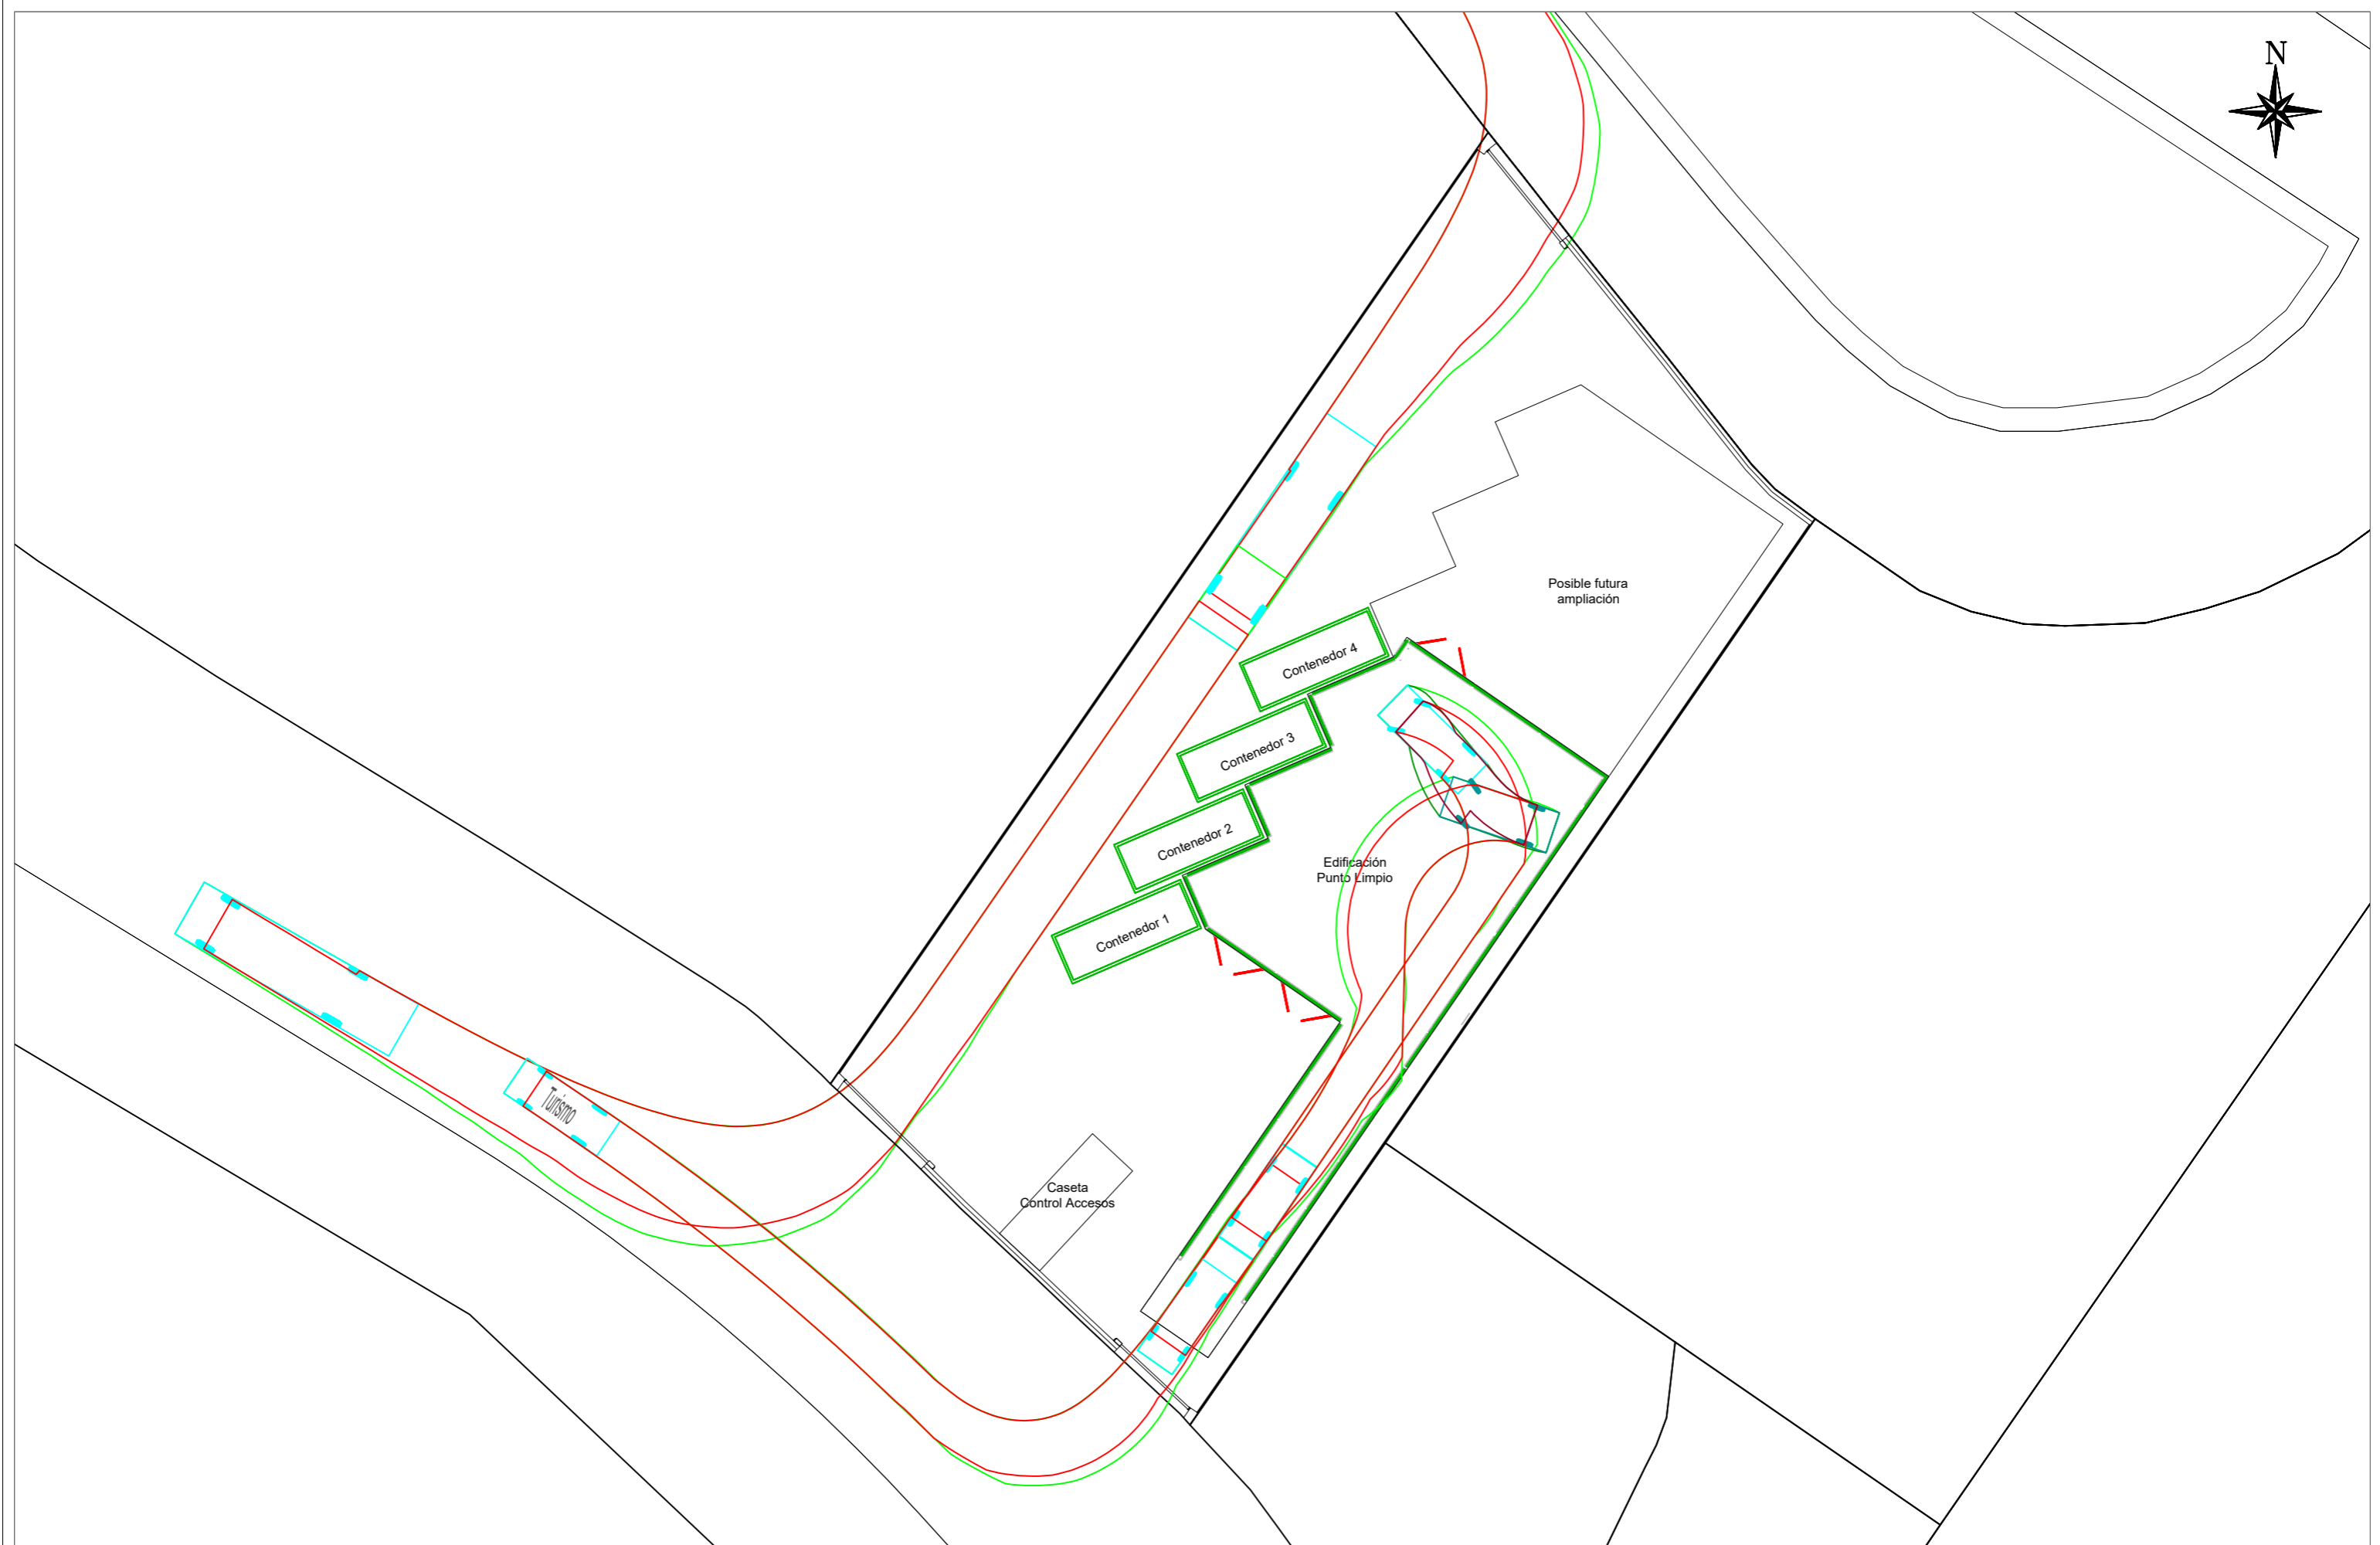 N
Posible futura
ampliación
Contenedor 4
Contenedor 3
Contenedor 2
Edificación
Punto Limpio
Contenedor 1
Turismo
Caseta
Control Accesos